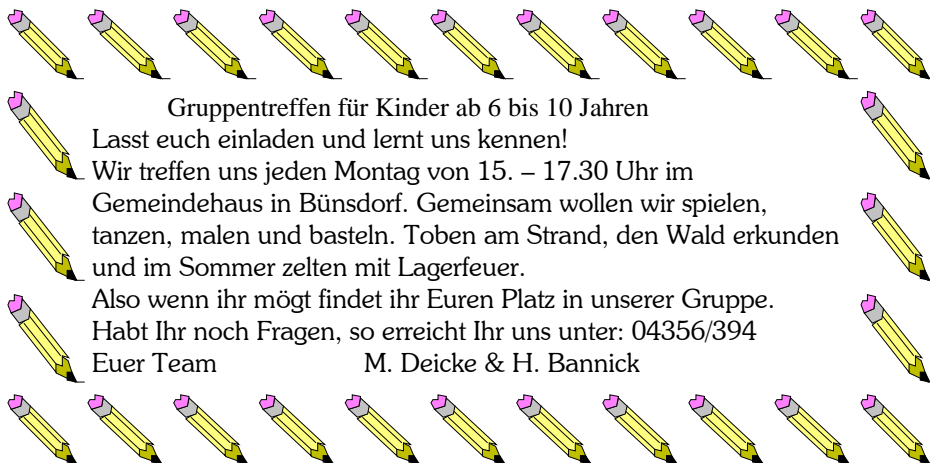 Gruppentreffen für Kinder ab 6 bis 10 Jahren
Lasst euch einladen und lernt uns kennen!
Wir treffen uns jeden Montag von 15. – 17.30 Uhr im
Gemeindehaus in Bünsdorf. Gemeinsam wollen wir spielen,
tanzen, malen und basteln. Toben am Strand, den Wald erkunden
und im Sommer zelten mit Lagerfeuer.
Also wenn ihr mögt findet ihr Euren Platz in unserer Gruppe.
Habt Ihr noch Fragen, so erreicht Ihr uns unter: 04356/394
Euer Team M. Deicke & H. Bannick